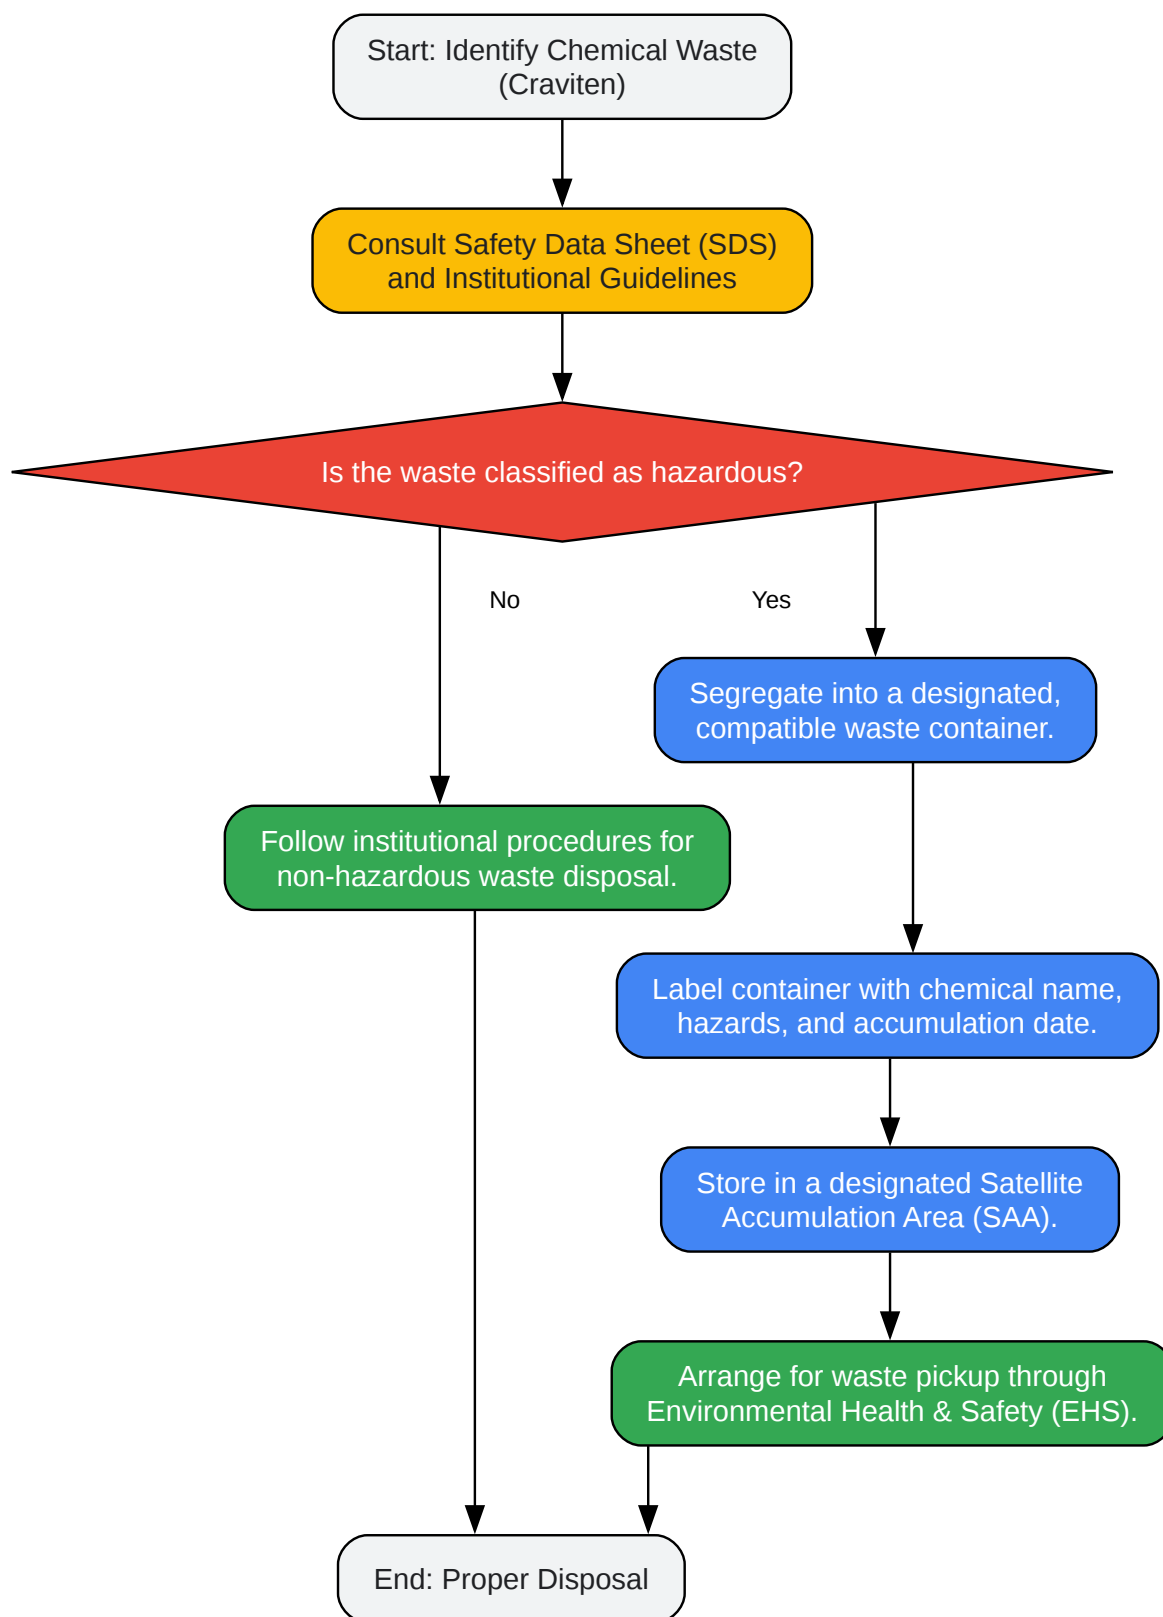 Start: Identify Chemical Waste
(Craviten)
Consult Safety Data Sheet (SDS)
and Institutional Guidelines
Is the waste classified as hazardous?
No
Yes
Segregate into a designated,
compatible waste container.
Follow institutional procedures for
non-hazardous waste disposal.
Label container with chemical name,
hazards, and accumulation date.
Store in a designated Satellite
Accumulation Area (SAA).
Arrange for waste pickup through
Environmental Health & Safety (EHS).
End: Proper Disposal